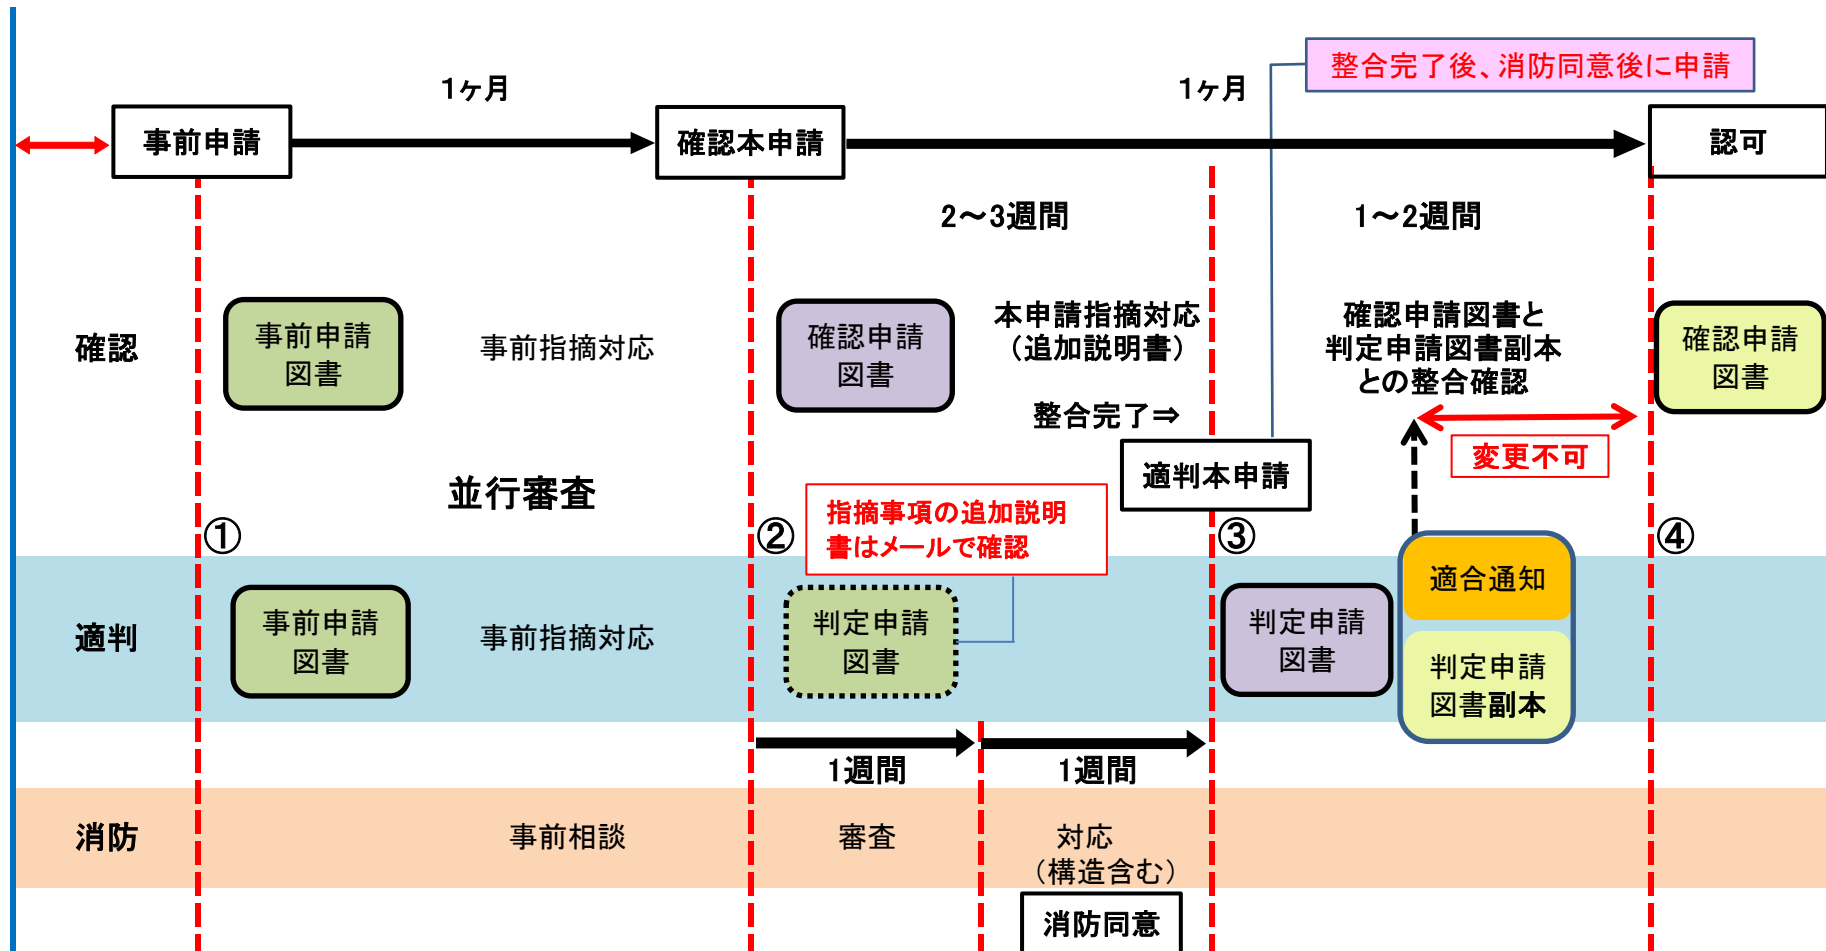 整合完了後、消防同意後に申請
1ヶ月
1ヶ月
事前申請
確認本申請
認可
2～3週間
1～2週間
確認
事前申請
図書
事前指摘対応
確認申請
図書
本申請指摘対応
（追加説明書）
整合完了⇒
確認申請図書と
判定申請図書副本
との整合確認
確認申請
図書
変更不可
適判本申請
並行審査
指摘事項の追加説明
書はメールで確認
①
②
③
④
適判
事前申請
図書
事前指摘対応
判定申請
図書
判定申請
図書
適合通知
判定申請
図書副本
1週間
1週間
消防
事前相談
審査
対応
（構造含む）
消防同意